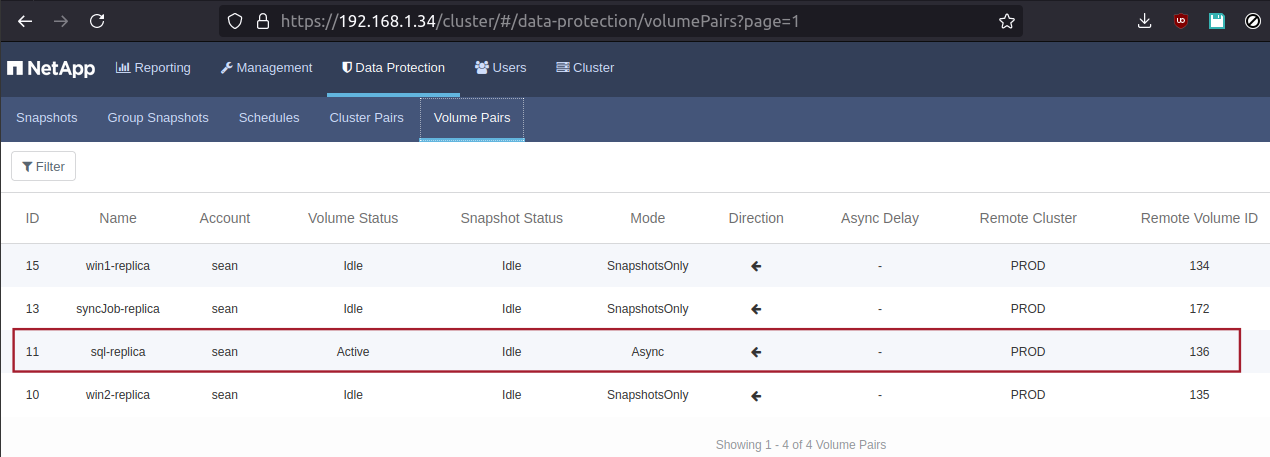 https://192.168.1.34/cluster/#/data-protection/volumePairs?page=1
NetApp Reporting Management Data Protection Users Cluster
Snapshots Group Snapshots Schedules Cluster Pairs Volume Pairs
Filter
ID Name Account Volume Status Snapshot Status Mode Direction Async Delay Remote Cluster Remote Volume ID
15 win1-replica sean Idle Idle SnapshotsOnly - PROD 134
13 syncJob-replica sean Idle Idle SnapshotsOnly - PROD 172
11 sql-replica sean Active Idle Async - PROD 136
10 win2-replica sean Idle Idle SnapshotsOnly - PROD 135
Showing 1 - 4 of 4 Volume Pairs